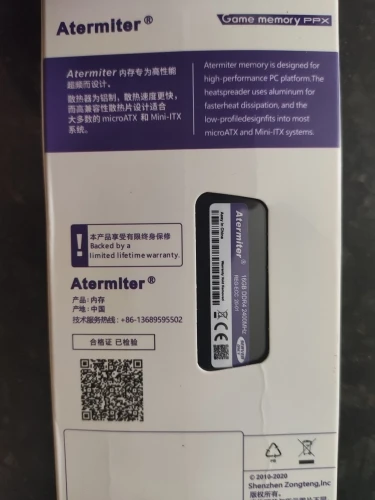 Atermiter®
Game memory PPX
Atermiter 内存专为高性能
超频而设计、
散热器为铝制，散热速度更快，
而高兼容性散热片设计适合
大多数的 microATX 和 Mini-ITX
系统。
Atermiter memory is designed for
high-performance PC platform.The
heatspreader uses aluminum for
fasterheat dissipation, and the
low-profiledesignfits into most
microATX and Mini-ITX systems.
本产品享受有限终身保修
Backed by a
limited lifetime warranty.
Atermiter®
产品: 内存
产地: 中国
技术服务热线: +86-13689595502
合格证 已检验
Atermiter®
16GB DDR4 2400MHz
© 2010-2020
Shenzhen Zongteng,Inc
版权所有。